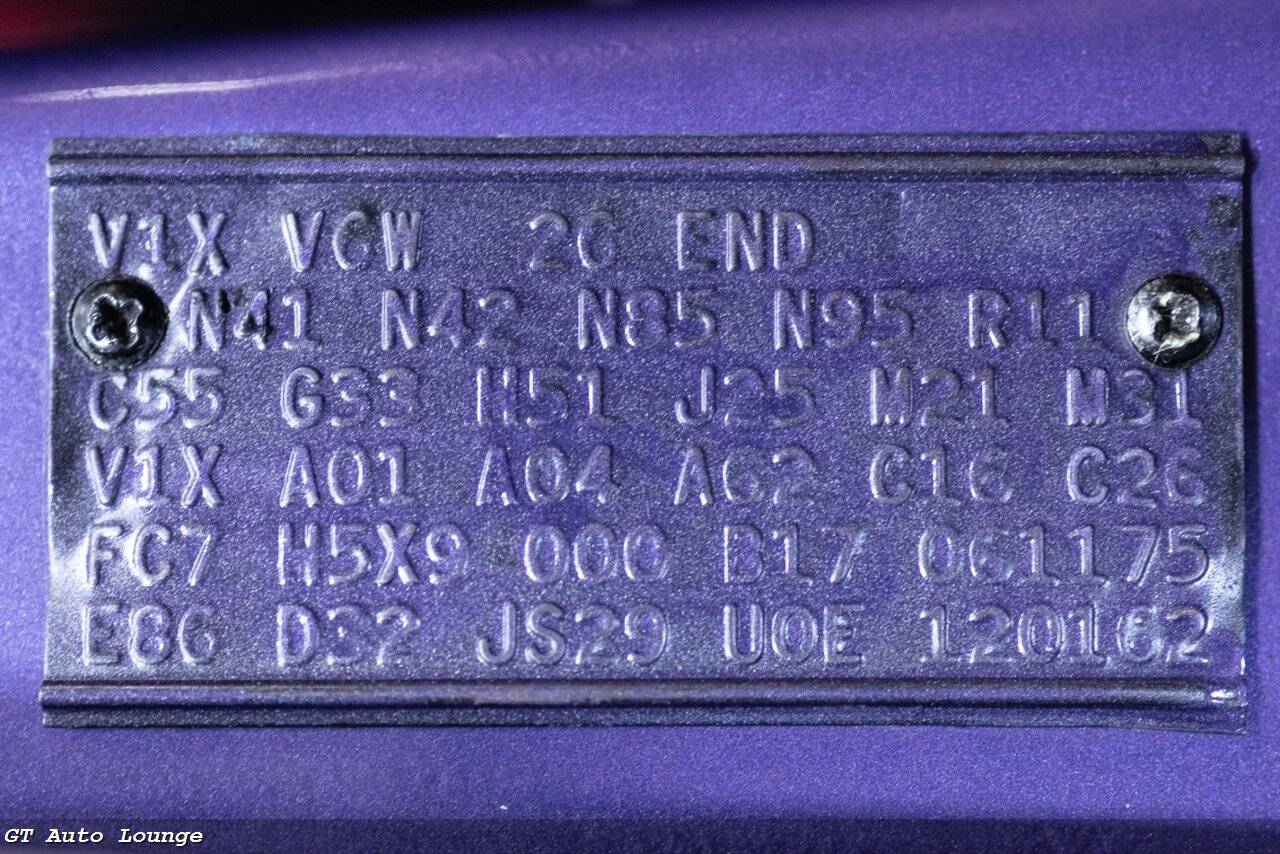 V1X V6W 26 END
N41 N42 N85 N95 R11
C55 G33 H51 J25 M21 M31
V1X A01 A04 A62 C16 C26
FC7 H5X9 000 B17 061175
E86 D32 JS29 U0E 120162
GT Auto Lounge